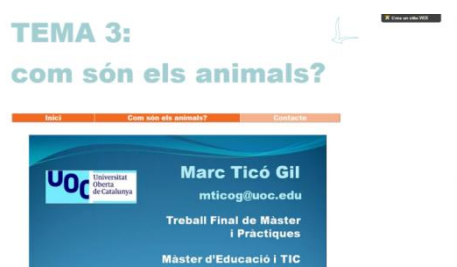 TEMA 3:
com són els animals?
Crea un sitio WIX
Inici
Com són els animals?
Contacto
UOC
Universitat
Oberta
de Catalunya
Marc Ticó Gil
mticog@uoc.edu
Treball Final de Màster
i Pràctiques
Màster d'Educació i TIC